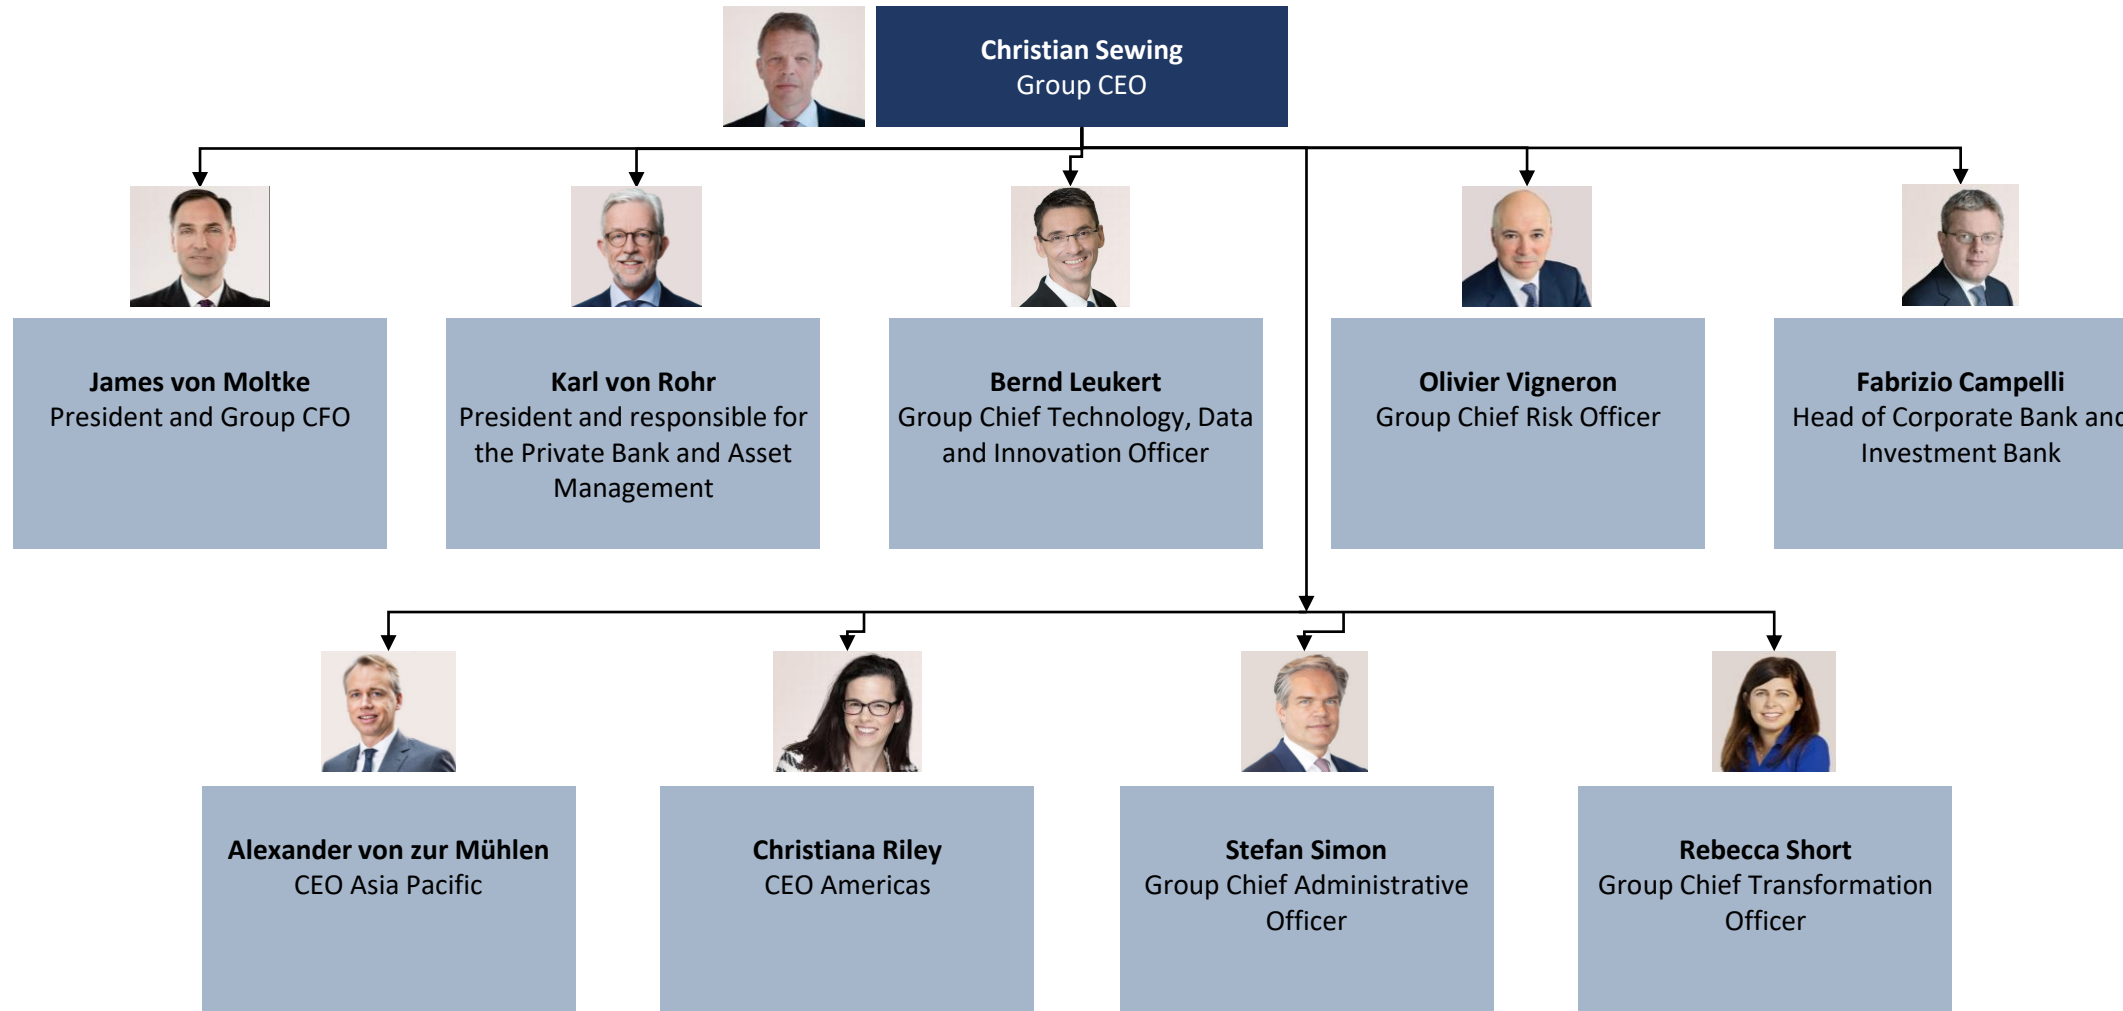 Christian Sewing
Group CEO
James von Moltke
President and Group CFO
Karl von Rohr
President and responsible for
the Private Bank and Asset
Management
Bernd Leukert
Group Chief Technology, Data
and Innovation Officer
Olivier Vigneron
Group Chief Risk Officer
Fabrizio Campelli
Head of Corporate Bank and
Investment Bank
Alexander von zur Mühlen
CEO Asia Pacific
Christiana Riley
CEO Americas
Stefan Simon
Group Chief Administrative
Officer
Rebecca Short
Group Chief Transformation
Officer